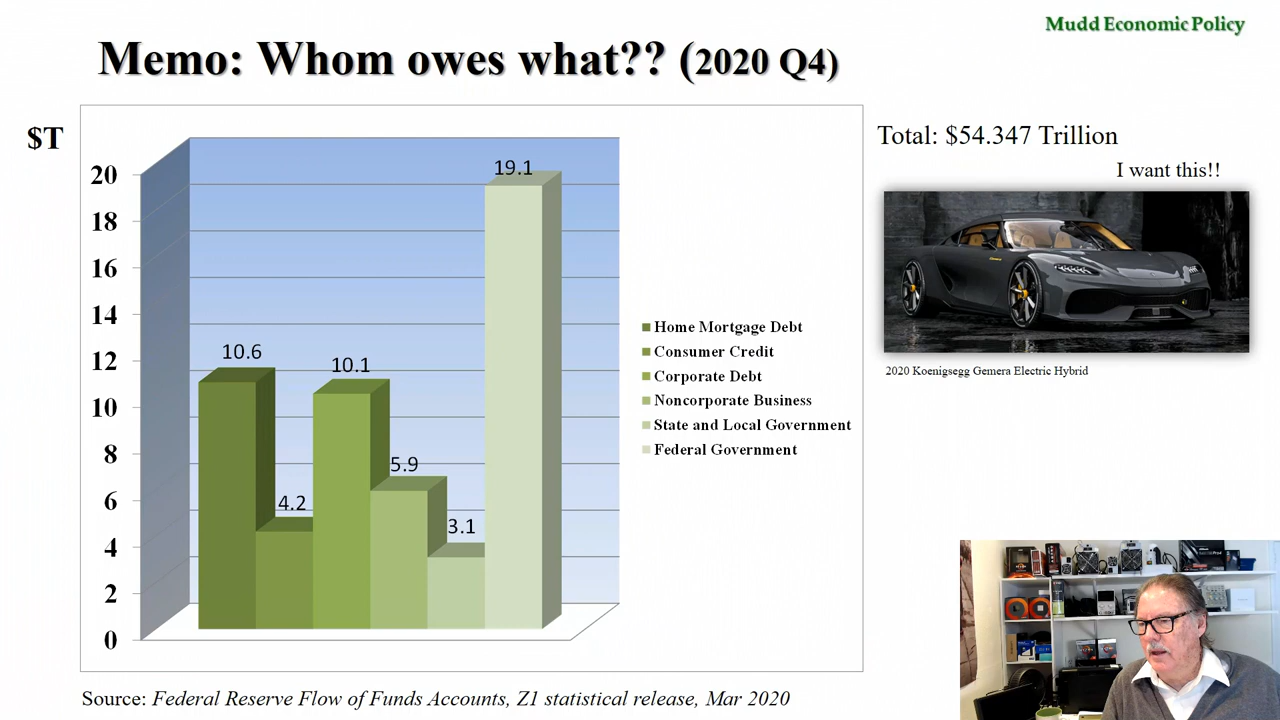 Mudd Economic Policy
Memo: Whom owes what?? (2020 Q4)
$T
20
18
16
14
12
10
8
6
4
2
0
10.6
4.2
10.1
5.9
3.1
19.1
Home Mortgage Debt
Consumer Credit
Corporate Debt
Noncorporate Business
State and Local Government
Federal Government
Total: $54.347 Trillion
I want this!!
2020 Koenigsegg Gemera Electric Hybrid
Source: Federal Reserve Flow of Funds Accounts, Z1 statistical release, Mar 2020